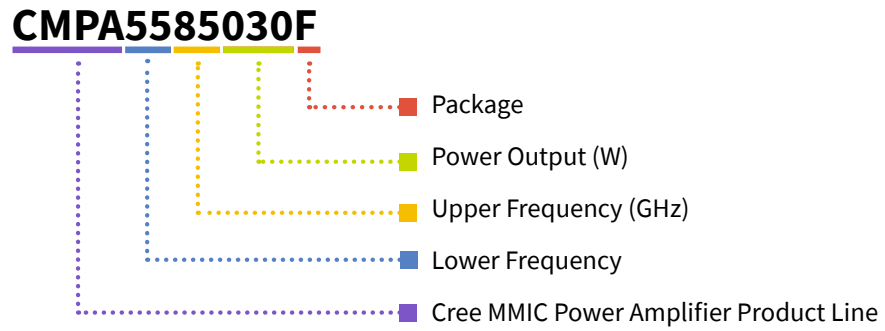 CMPA5585030F
Package
Power Output (W)
Upper Frequency (GHz)
Lower Frequency
Cree MMIC Power Amplifier Product Line